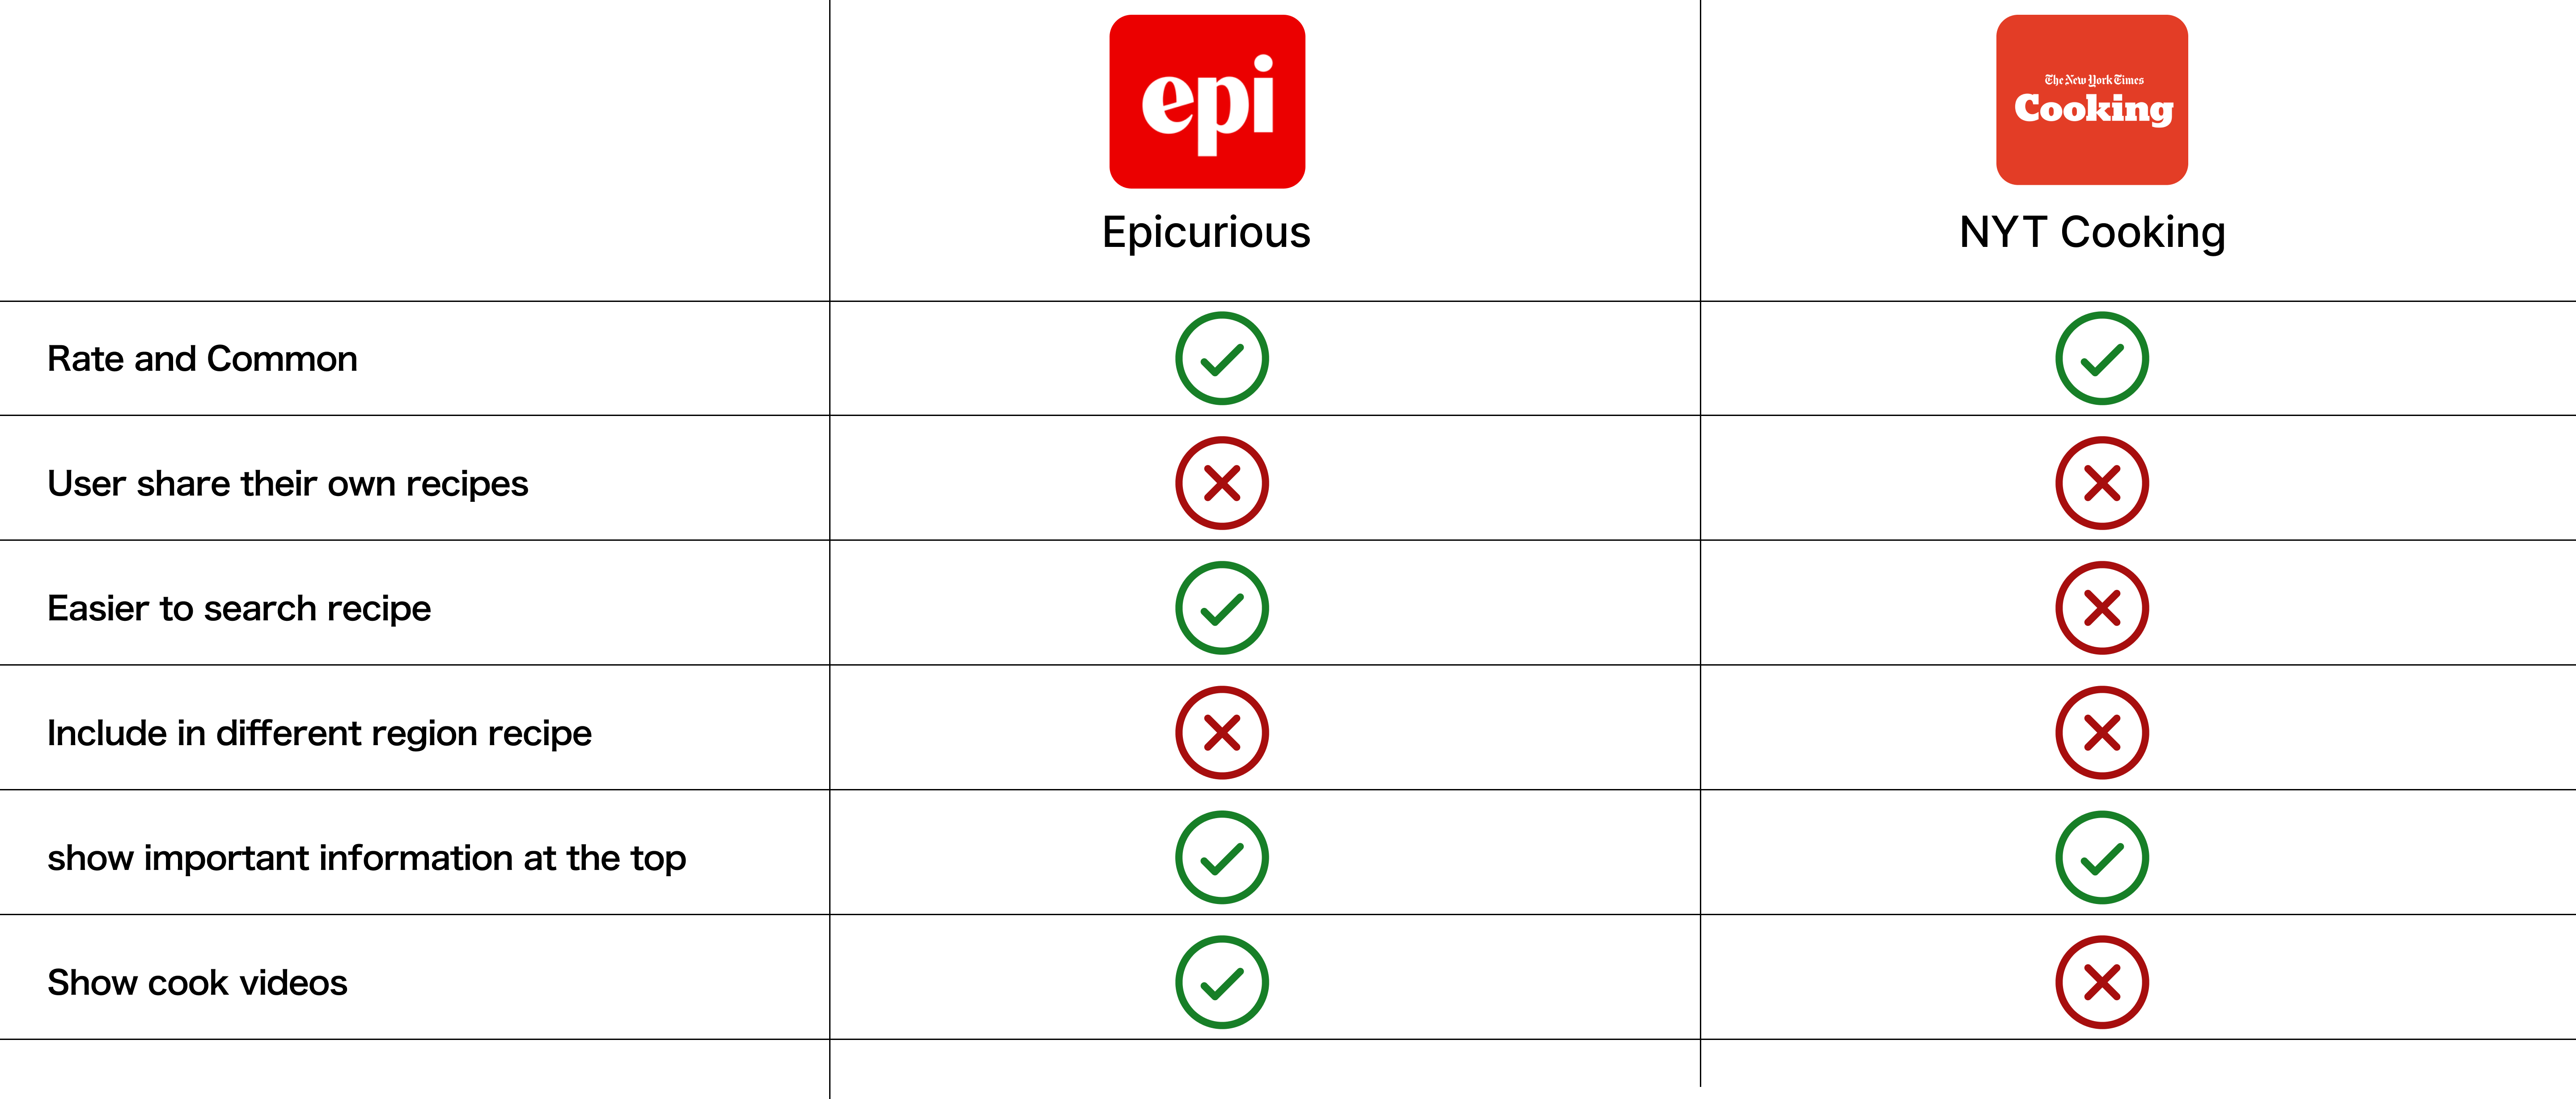 epi
The New York Times
Cooking
Epicurious
NYT Cooking
Rate and Common
User share their own recipes
Easier to search recipe
Include in different region recipe
show important information at the top
Show cook videos